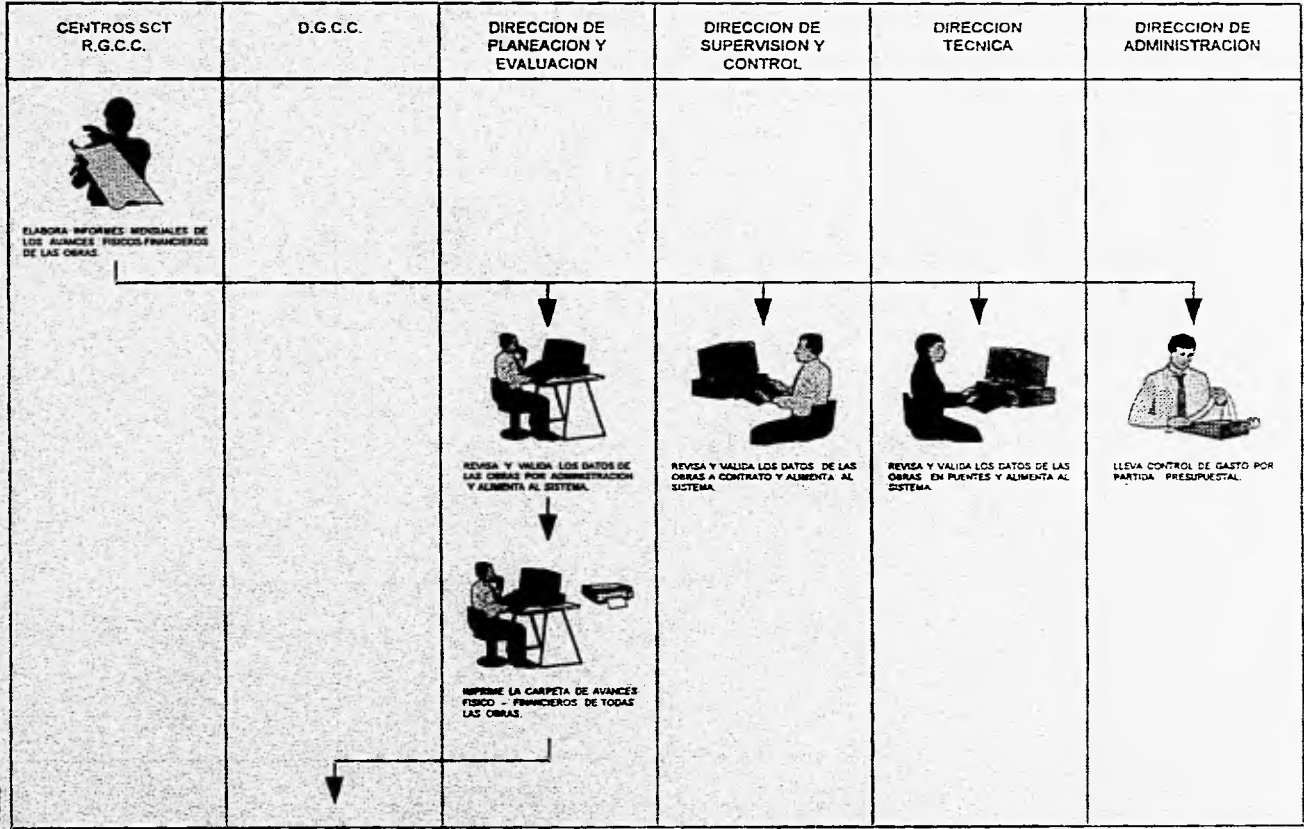 CENTROS SCT
R.G.C.C.
D.G.C.C.
DIRECCION DE
PLANEACION Y
EVALUACION
DIRECCION DE
SUPERVISION Y
CONTROL
DIRECCION
TECNICA
DIRECCION DE
ADMINISTRACION
ELABORA INFORMES MENSUALES DE
LOS AVANCES FISICOS-FINANCIEROS
DE LAS OBRAS.
REVISA Y VALIDA LOS DATOS DE
LAS OBRAS POR ADMINISTRACION
Y ALIMENTA AL SISTEMA.
REVISA Y VALIDA LOS DATOS DE LAS
OBRAS A CONTRATO Y ALIMENTA AL
SISTEMA.
REVISA Y VALIDA LOS DATOS DE LAS
OBRAS EN PUENTES Y ALIMENTA AL
SISTEMA.
LLEVA CONTROL DE GASTO POR
PARTIDA PRESUPUESTAL.
IMPRIME LA CARPETA DE AVANCES
FISICO - FINANCIEROS DE TODAS
LAS OBRAS.